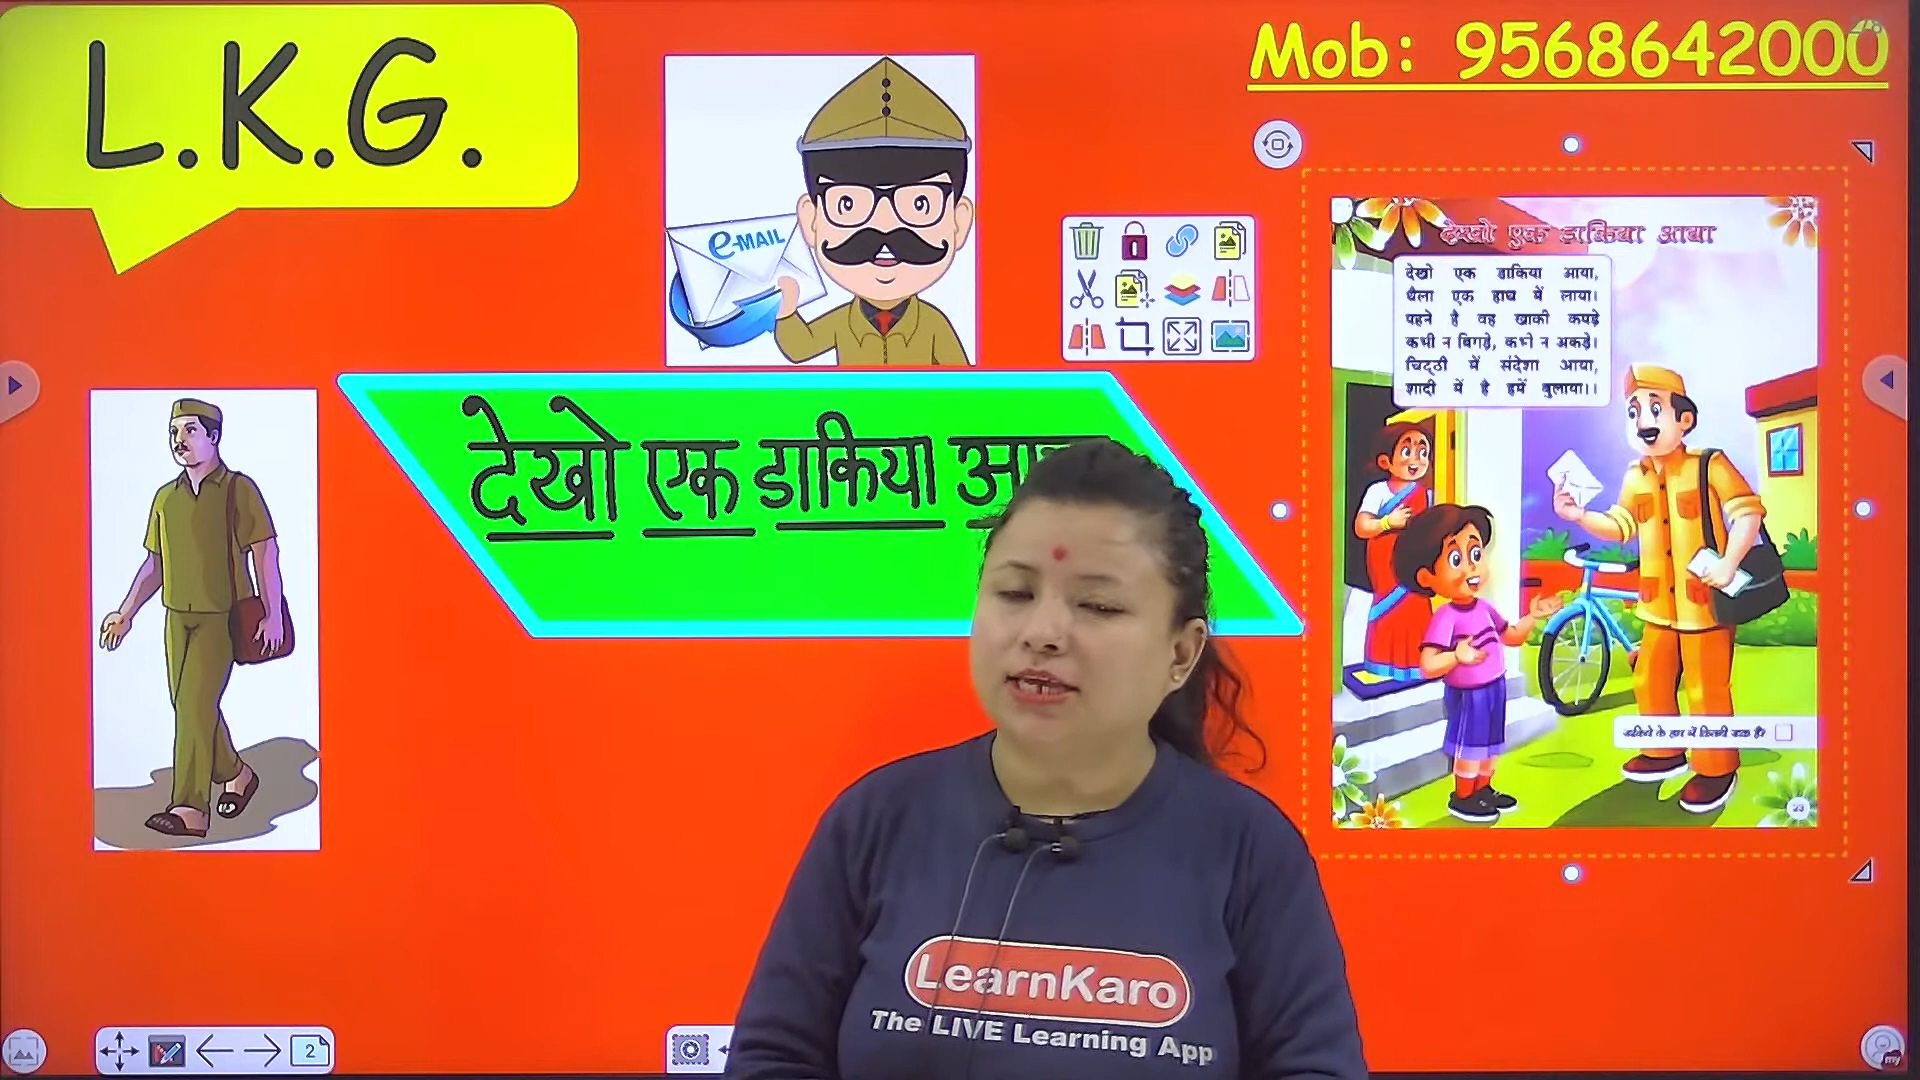 L.K.G.
Mob: 9568642000
e-MAIL
देखो एक डाकिया
देखो एक डाकिया आया
देखो एक डाकिया आया,
थैला एक हाथ में लाया।
पहने है वह खाकी कपड़े
कभी न बिगड़े, कभी न अकड़े।
चिट्ठी में संदेशा आया,
शादी में है हमें बुलाया।।
डाकिये के हाथ में कितनी डाक हैं?
23
LearnKaro
The LIVE Learning App
2